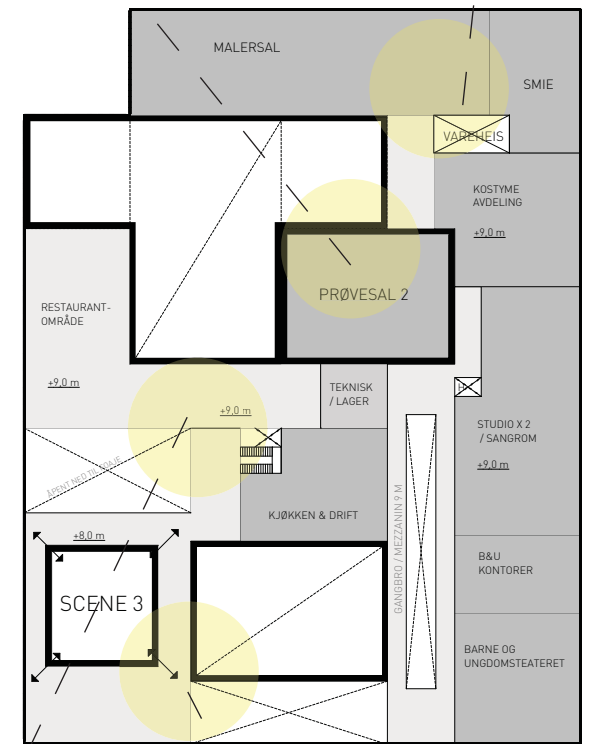 MALERSAL
SMIE
VAREHEIS
KOSTYME
AVDELING
+9,0 m
PRØVESAL 2
RESTAURANT-
OMRÅDE
+9,0 m
TEKNISK
/ LAGER
+9,0 m
STUDIO X 2
/ SANGROM
+9,0 m
ÅPENT NED TIL
KJØKKEN & DRIFT
GANGBRO / MEZZANIN 9 M
+8,0 m
SCENE 3
B&U
KONTORER
BARNE OG
UNGDOMSTEATERET